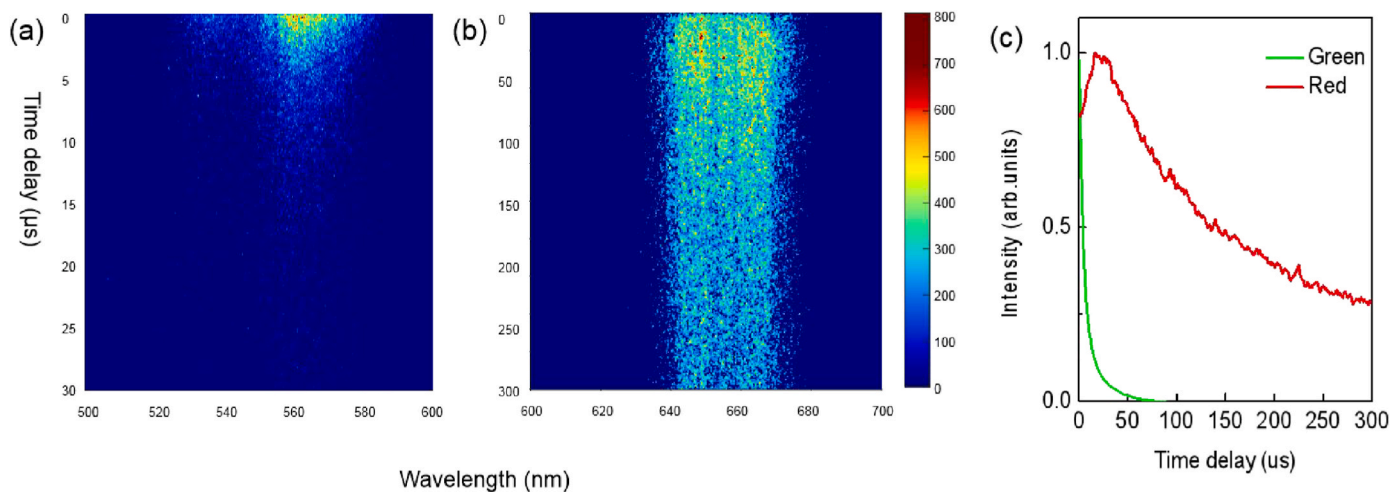 (a)
Time delay (μs)
0
5
10
15
20
25
30
500 520 540 560 580 600
(b)
0
50
100
150
200
250
300
600 620 640 660 680 700
800
700
600
500
400
300
200
100
0
Wavelength (nm)
(c)
Green
Red
Intensity (arb.units)
1.0
0.5
0.0
0 50 100 150 200 250 300
Time delay (us)